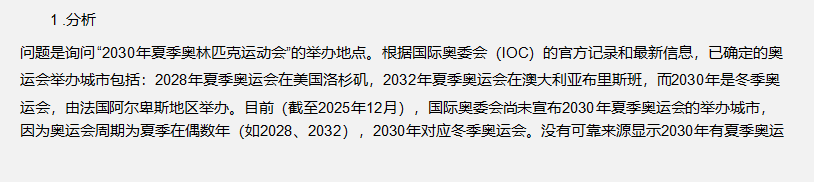 1 .分析
问题是询问“2030年夏季奥林匹克运动会”的举办地点。根据国际奥委会（IOC）的官方记录和最新信息，已确定的奥
运会举办城市包括：2028年夏季奥运会在美国洛杉矶，2032年夏季奥运会在澳大利亚布里斯班，而2030年是冬季奥
运会，由法国阿尔卑斯地区举办。目前（截至2025年12月），国际奥委会尚未宣布2030年夏季奥运会的举办城市，
因为奥运会周期为夏季在偶数年（如2028、2032），2030年对应冬季奥运会。没有可靠来源显示2030年有夏季奥运